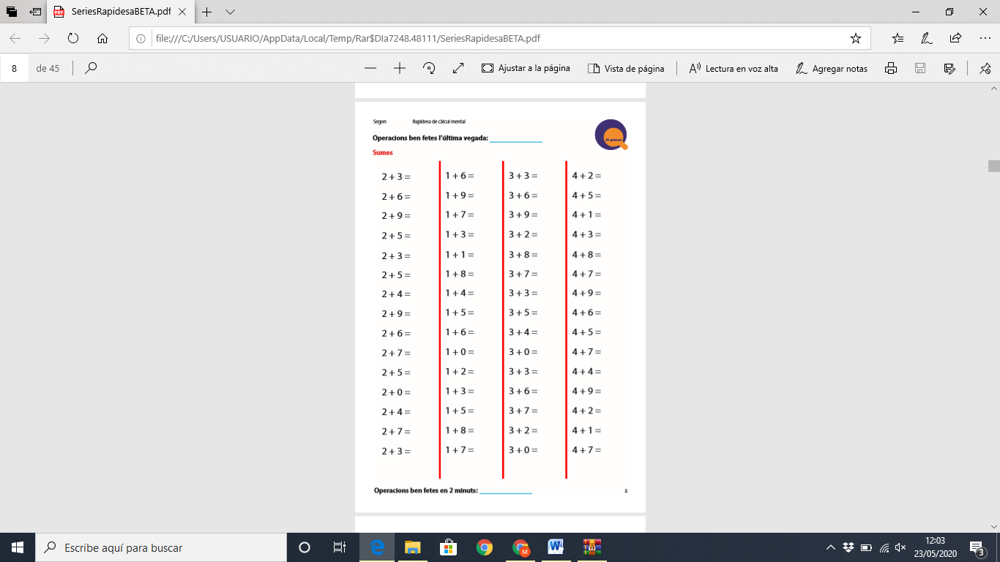 SeriesRapidesaBETA.pdf
file:///C:/Users/USUARIO/AppData/Local/Temp/Rar$DIa7248.48111/SeriesRapidesaBETA.pdf
8 de 45 Ajustar a la página Vista de página Lectura en voz alta Agregar notas
Segon Rapidesa de càlcul mental
Operacions ben fetes l'última vegada: ____________
Sumes
2 + 3 = 1 + 6 = 3 + 3 = 4 + 2 =
2 + 6 = 1 + 9 = 3 + 6 = 4 + 5 =
2 + 9 = 1 + 7 = 3 + 9 = 4 + 1 =
2 + 5 = 1 + 3 = 3 + 2 = 4 + 3 =
2 + 3 = 1 + 1 = 3 + 8 = 4 + 8 =
2 + 5 = 1 + 8 = 3 + 7 = 4 + 7 =
2 + 4 = 1 + 4 = 3 + 3 = 4 + 9 =
2 + 9 = 1 + 5 = 3 + 5 = 4 + 6 =
2 + 6 = 1 + 6 = 3 + 4 = 4 + 5 =
2 + 7 = 1 + 0 = 3 + 0 = 4 + 7 =
2 + 5 = 1 + 2 = 3 + 3 = 4 + 4 =
2 + 0 = 1 + 3 = 3 + 6 = 4 + 9 =
2 + 4 = 1 + 5 = 3 + 7 = 4 + 2 =
2 + 7 = 1 + 8 = 3 + 2 = 4 + 1 =
2 + 3 = 1 + 7 = 3 + 0 = 4 + 7 =
Operacions ben fetes en 2 minuts: ____________
8
Escribe aquí para buscar
12:03
23/05/2020
3